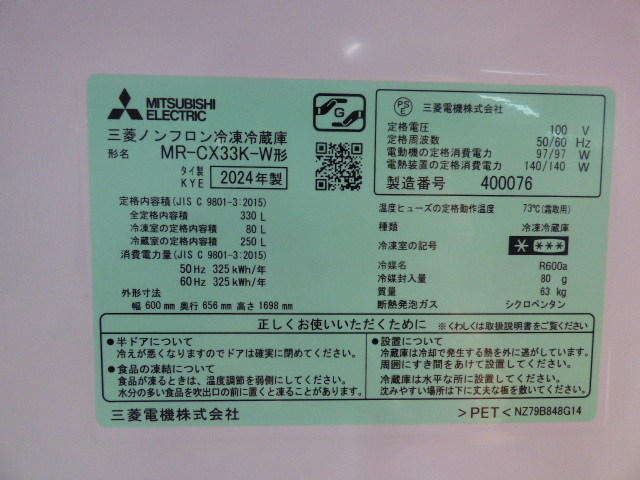 MITSUBISHI
ELECTRIC
三菱ノンフロン冷凍冷蔵庫
形名 MR-CX33K-W形
タイ製
KYE
2024年製
定格内容積(JIS C 9801-3:2015)
全定格内容積 330 L
冷凍室の内容積 80 L
冷蔵室の内容積 250 L
消費電力量(JIS C 9801-3:2015)
50 Hz 325 kWh/年
60 Hz 325 kWh/年
外形寸法
幅 600 mm 奥行 656 mm 高さ 1698 mm
G
PS
E
三菱電機株式会社
定格電圧 100 V
定格周波数 50/60 Hz
電動機の定格消費電力 97/97 W
電熱装置の定格消費電力 140/140 W
製造番号 400076
温度ヒューズの定格動作温度 73℃(霜取用)
種類 冷凍冷蔵庫
冷凍室の記号 * ***
冷媒名 R600a
冷媒封入量 80 g
質量 63 kg
断熱発泡ガス シクロペンタン
正しくお使いいただくために ※くわしくは取扱説明書をご覧ください
●半ドアについて
冷えが悪くなりますのでドアは確実に閉めてください。
●食品の凍結について
食品が凍るときは、温度調節を弱側にしてください。
水分の多い食品を吹出口の前に置くと凍ることがあります。
●設置について
冷蔵庫は冷却で発生する熱を外に逃がしています。
周囲にすき間をあけて設置してください。
冷蔵庫は水平な所に設置してください。
沈みやすい場所は下に丈夫な板を敷いてください。
三菱電機株式会社
>PET< NZ79B848G14